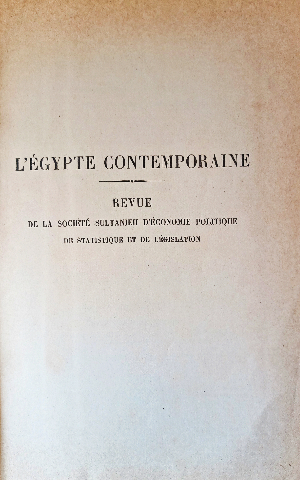 L'ÉGYPTE CONTEMPORAINE
REVUE
DE LA SOCIÉTÉ SULTANIEH D'ÉCONOMIE POLITIQUE
DE STATISTIQUE ET DE LÉGISLATION